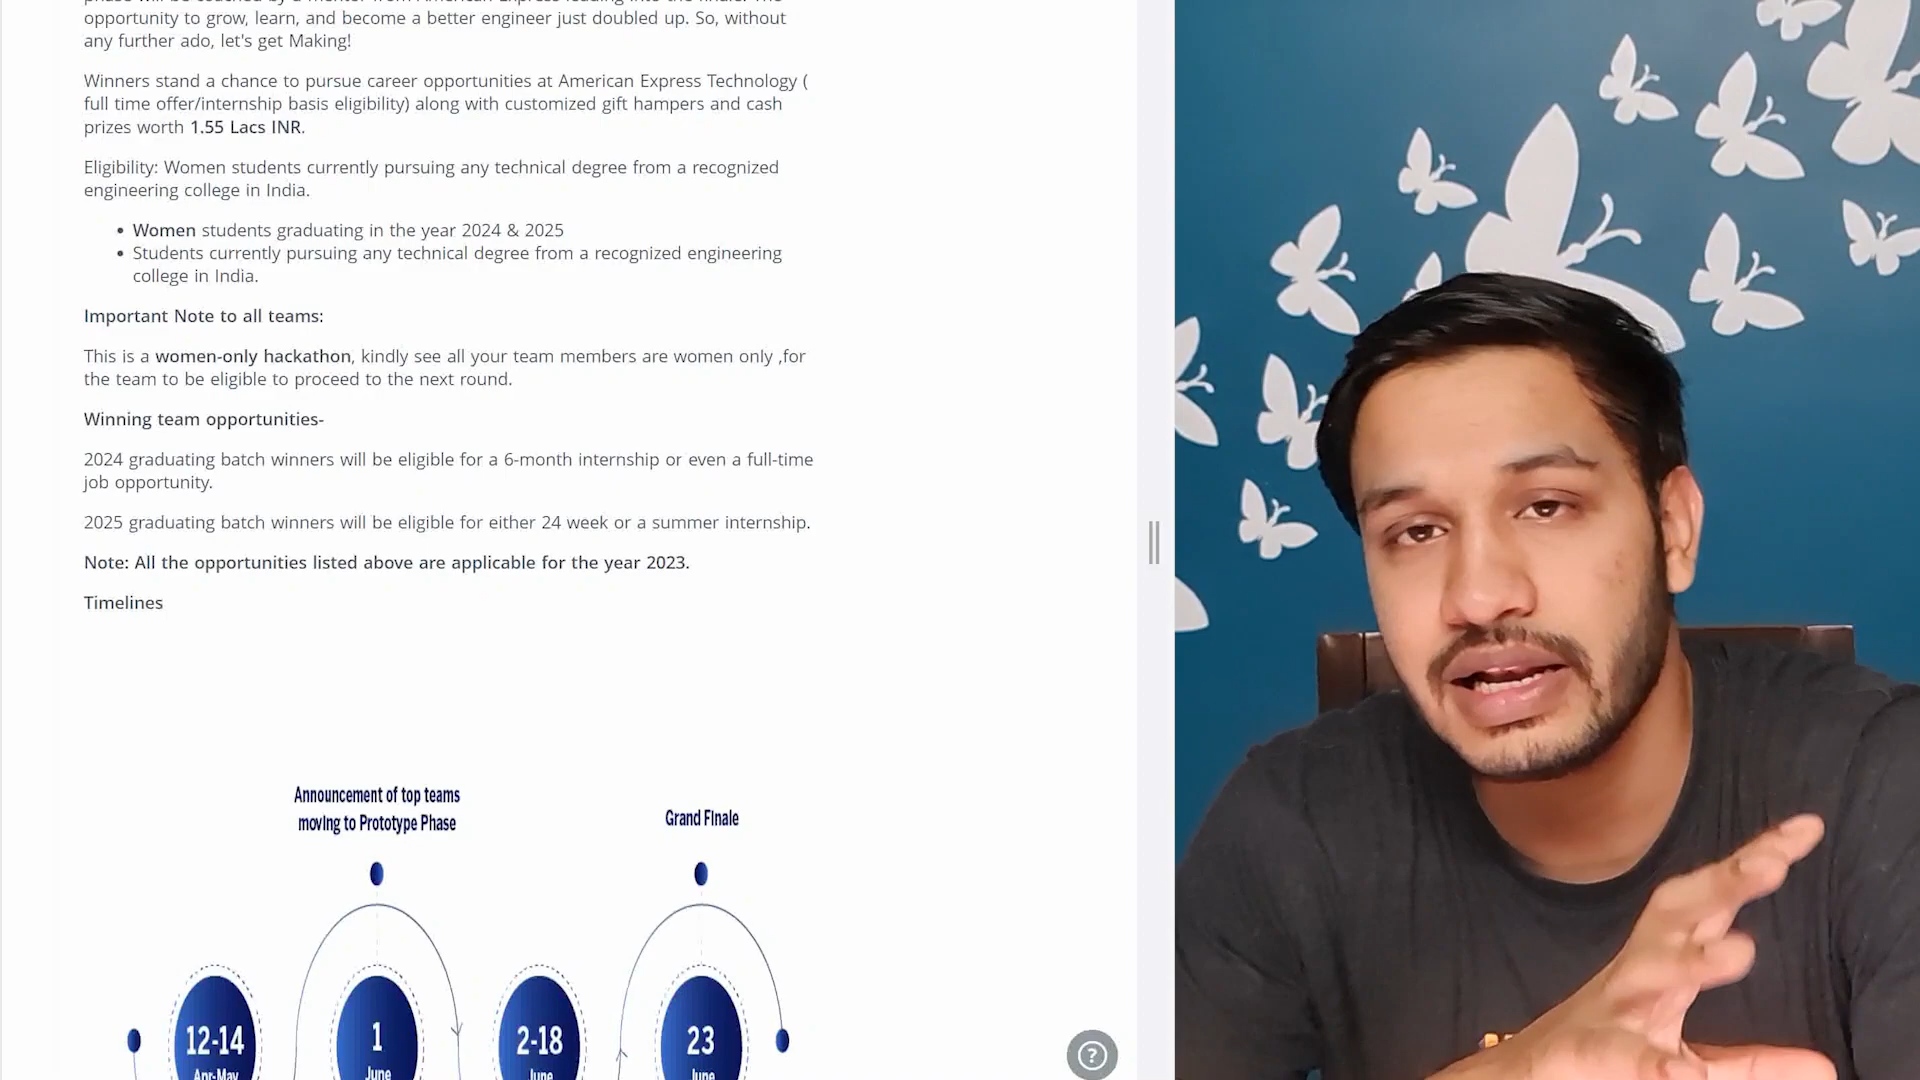 opportunity to grow, learn, and become a better engineer just doubled up. So, without
any further ado, let's get Making!
Winners stand a chance to pursue career opportunities at American Express Technology (
full time offer/internship basis eligibility) along with customized gift hampers and cash
prizes worth 1.55 Lacs INR.
Eligibility: Women students currently pursuing any technical degree from a recognized
engineering college in India.
• Women students graduating in the year 2024 & 2025
• Students currently pursuing any technical degree from a recognized engineering
college in India.
Important Note to all teams:
This is a women-only hackathon, kindly see all your team members are women only ,for
the team to be eligible to proceed to the next round.
Winning team opportunities-
2024 graduating batch winners will be eligible for a 6-month internship or even a full-time
job opportunity.
2025 graduating batch winners will be eligible for either 24 week or a summer internship.
Note: All the opportunities listed above are applicable for the year 2023.
Timelines
Announcement of top teams
moving to Prototype Phase
Grand Finale
12-14
Apr-May
1
June
2-18
June
23
June
?